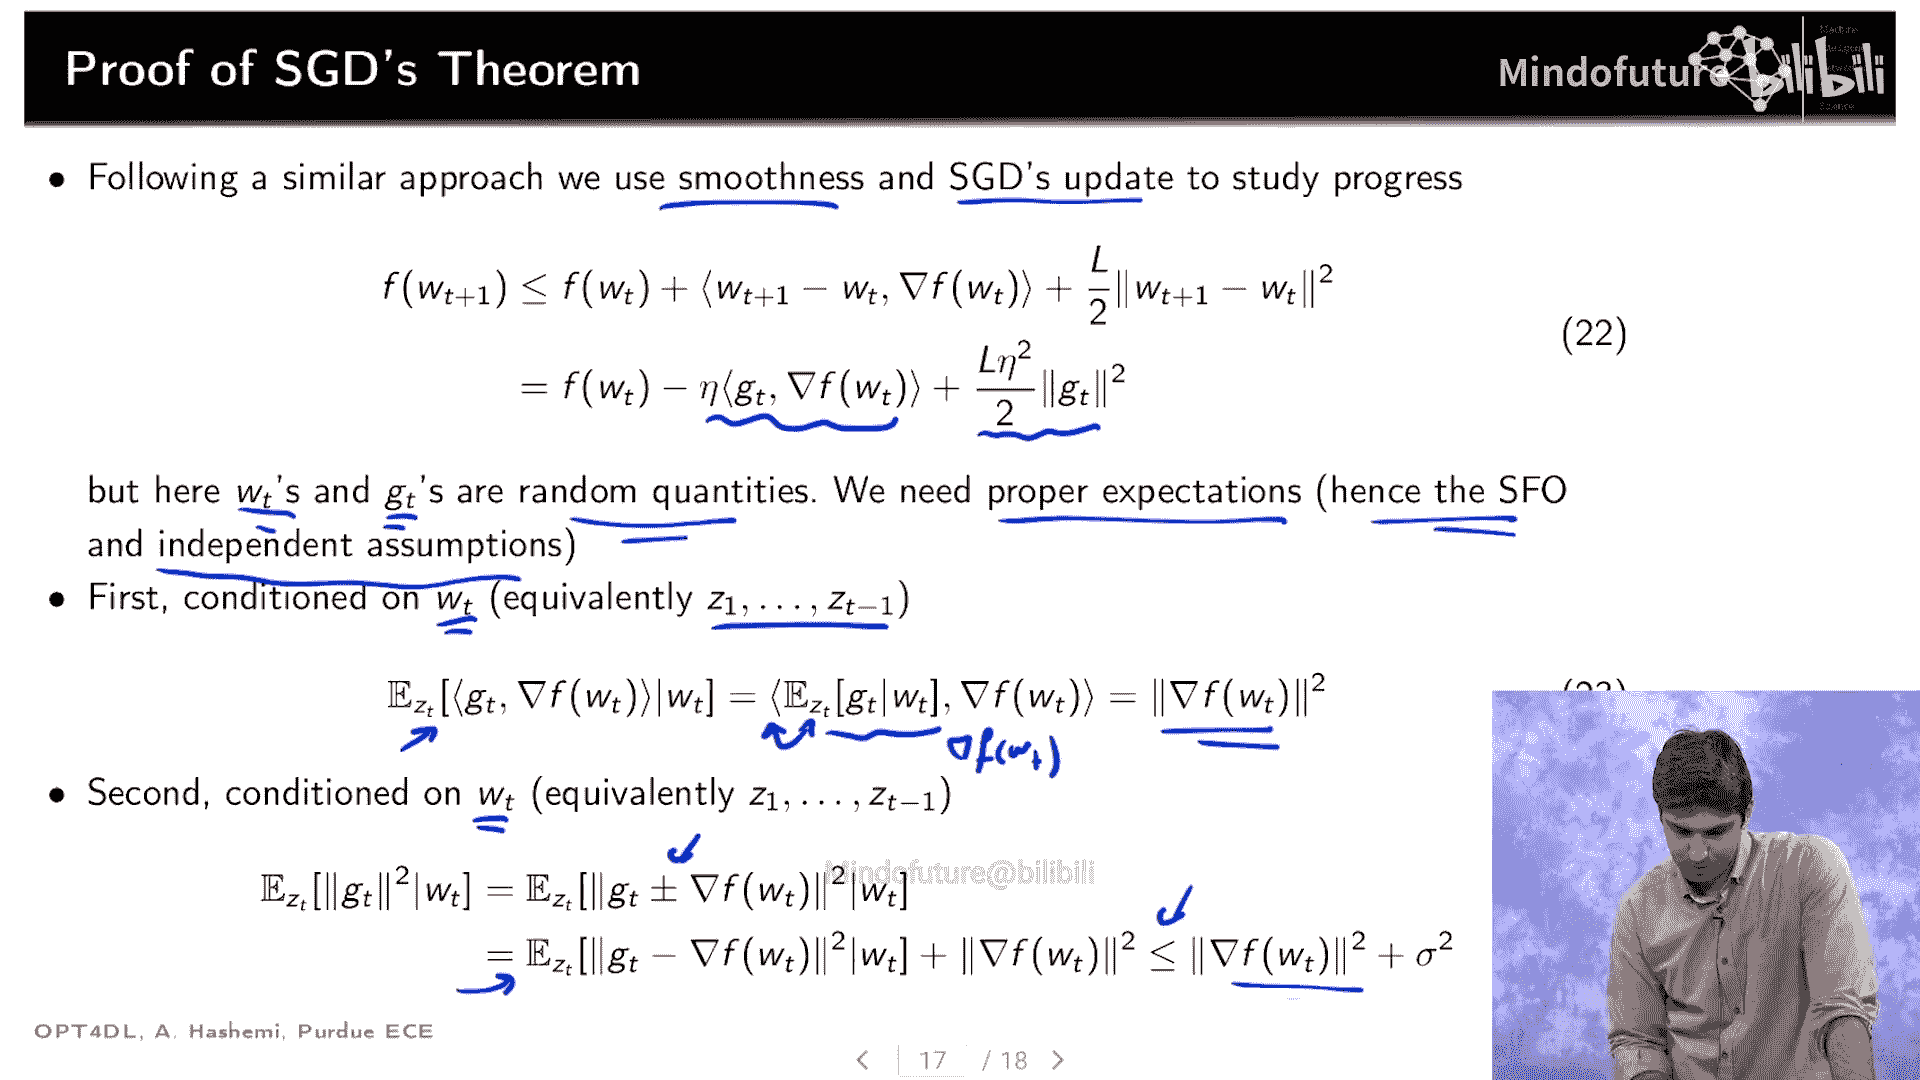 Proof of SGD's Theorem
Mindofuture bilibili
• Following a similar approach we use smoothness and SGD's update to study progress
f(w_{t+1}) ≤ f(w_t) + ⟨w_{t+1} − w_t, ∇f(w_t)⟩ + \frac{L}{2}‖w_{t+1} − w_t‖²
= f(w_t) − η⟨g_t, ∇f(w_t)⟩ + \frac{Lη²}{2}‖g_t‖²
(22)
but here w_t's and g_t's are random quantities. We need proper expectations (hence the SFO
and independent assumptions)
• First, conditioned on w_t (equivalently z_1, . . . , z_{t−1})
𝔼_{z_t}[⟨g_t, ∇f(w_t)⟩|w_t] = ⟨𝔼_{z_t}[g_t|w_t], ∇f(w_t)⟩ = ‖∇f(w_t)‖²
∇f(w_t)
• Second, conditioned on w_t (equivalently z_1, . . . , z_{t−1})
Mindofuture@bilibili
𝔼_{z_t}[‖g_t‖²|w_t] = 𝔼_{z_t}[‖g_t ± ∇f(w_t)‖²|w_t]
= 𝔼_{z_t}[‖g_t − ∇f(w_t)‖²|w_t] + ‖∇f(w_t)‖² ≤ ‖∇f(w_t)‖² + σ²
OPT4DL, A. Hashemi, Purdue ECE
17 / 18